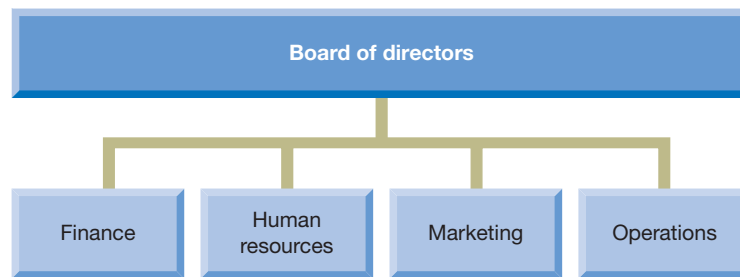 Board of directors
Finance
Human
resources
Marketing
Operations